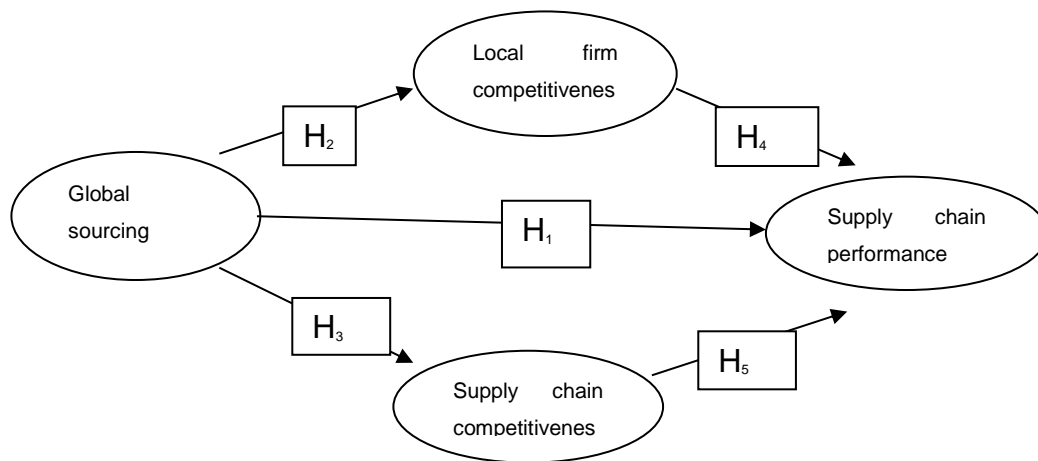 Local firm
competitivenes
H₂
H₄
Global
sourcing
H₁
Supply chain
performance
H₃
H₅
Supply chain
competitivenes